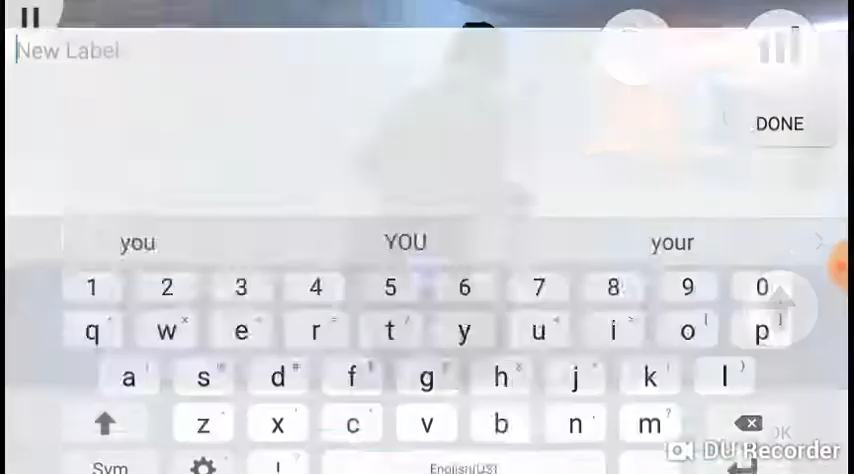 New Label
DONE
you YOU your
1 2 3 4 5 6 7 8 9 0
q w e r t y u i o p
a s d f g h j k l
z x c v b n m
OK
DU Recorder
Sym ! English(US)